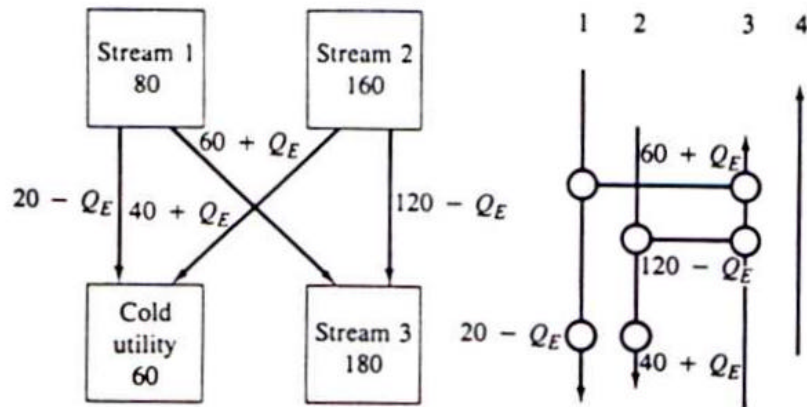 Stream 1
80
Stream 2
160
60 + Q_E
20 − Q_E
40 + Q_E
120 − Q_E
Cold
utility
60
Stream 3
180
1 2 3 4
60 + Q_E
120 − Q_E
20 − Q_E
40 + Q_E